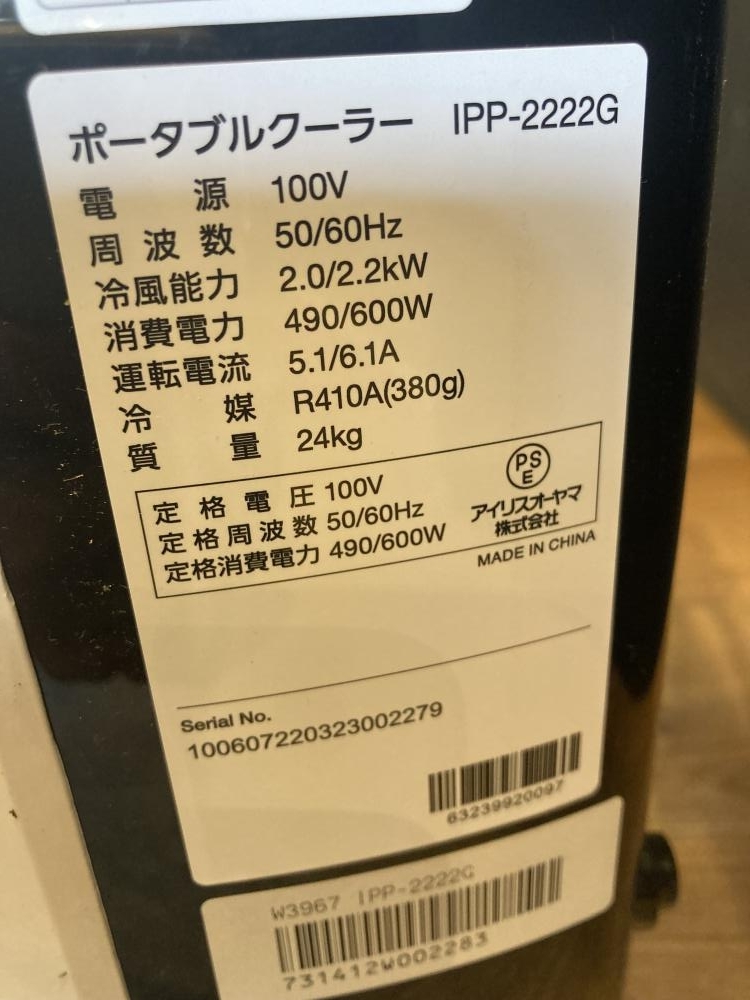 ポータブルクーラー IPP-2222G
電源 100V
周波数 50/60Hz
冷風能力 2.0/2.2kW
消費電力 490/600W
運転電流 5.1/6.1A
冷媒 R410A(380g)
質量 24kg
定格電圧 100V
定格周波数 50/60Hz
定格消費電力 490/600W
PSE
アイリスオーヤマ
株式会社
MADE IN CHINA
Serial No.
100607220323002279
63239920097
W3967 IPP-2222G
731412W002283